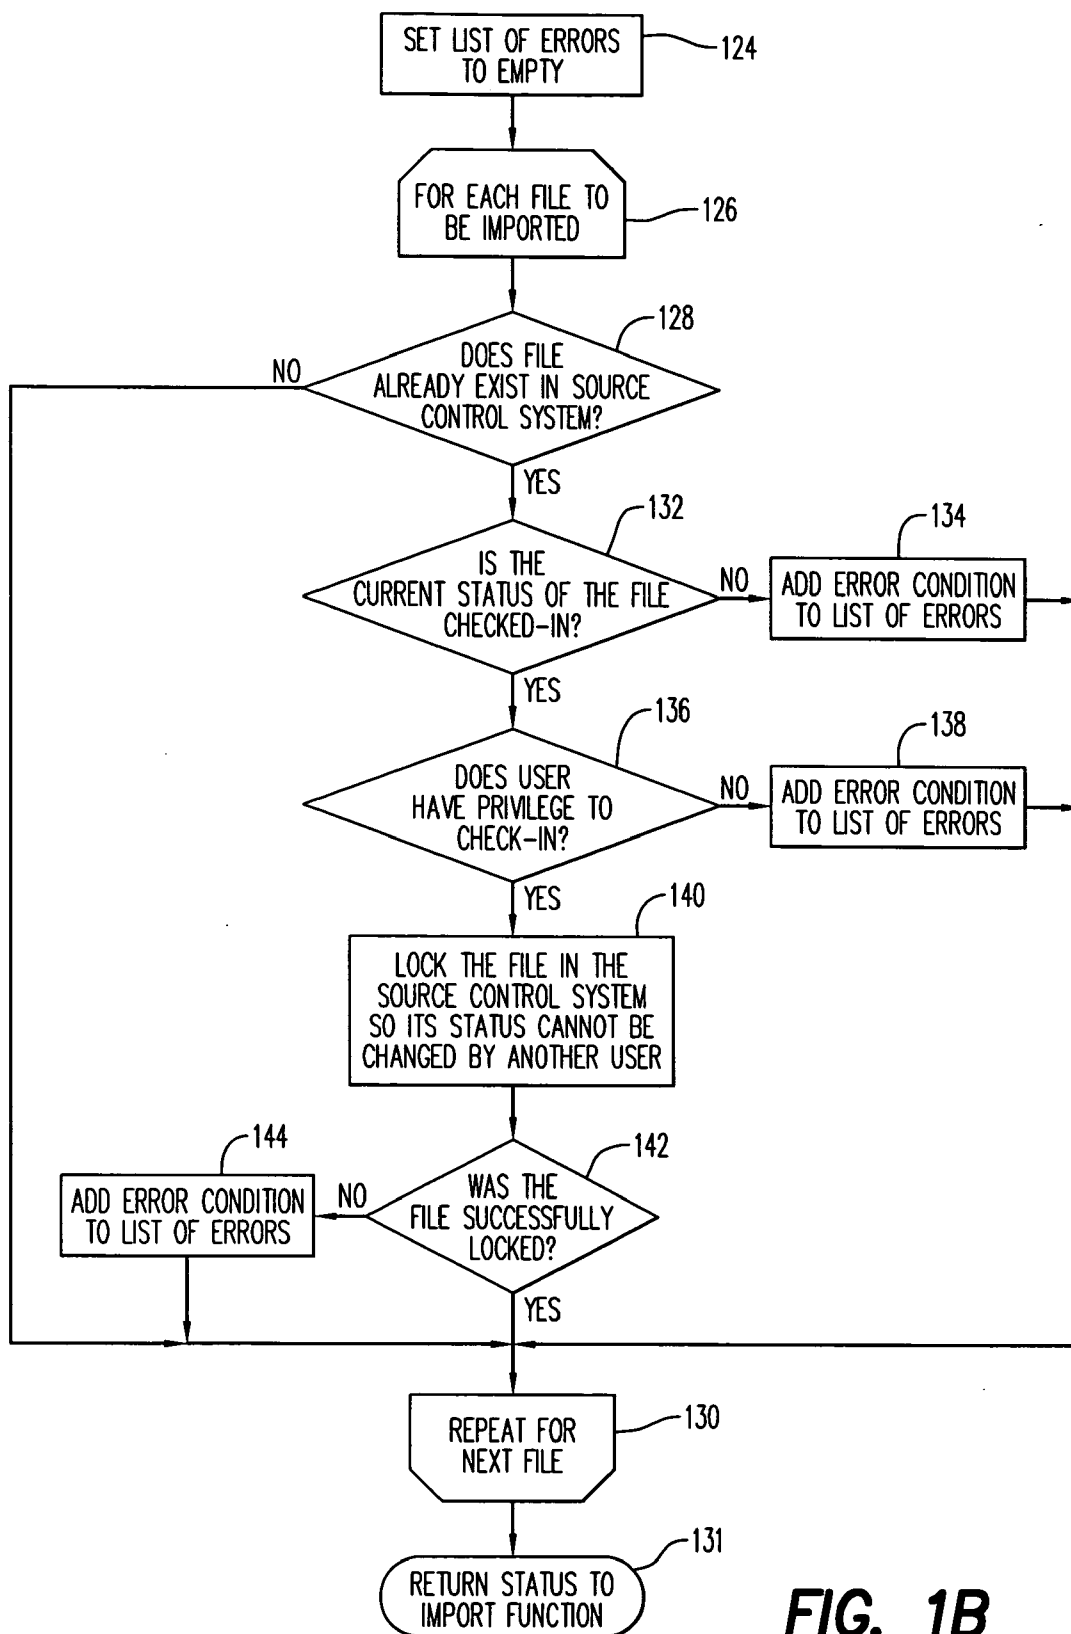 SET LIST OF ERRORS
TO EMPTY
124
FOR EACH FILE TO
BE IMPORTED
126
128
DOES FILE
ALREADY EXIST IN SOURCE
CONTROL SYSTEM?
NO
YES
132
IS THE
CURRENT STATUS OF THE FILE
CHECKED-IN?
NO
134
ADD ERROR CONDITION
TO LIST OF ERRORS
YES
136
DOES USER
HAVE PRIVILEGE TO
CHECK-IN?
NO
138
ADD ERROR CONDITION
TO LIST OF ERRORS
YES
140
LOCK THE FILE IN THE
SOURCE CONTROL SYSTEM
SO ITS STATUS CANNOT BE
CHANGED BY ANOTHER USER
142
WAS THE
FILE SUCCESSFULLY
LOCKED?
NO
144
ADD ERROR CONDITION
TO LIST OF ERRORS
YES
130
REPEAT FOR
NEXT FILE
131
RETURN STATUS TO
IMPORT FUNCTION
FIG. 1B